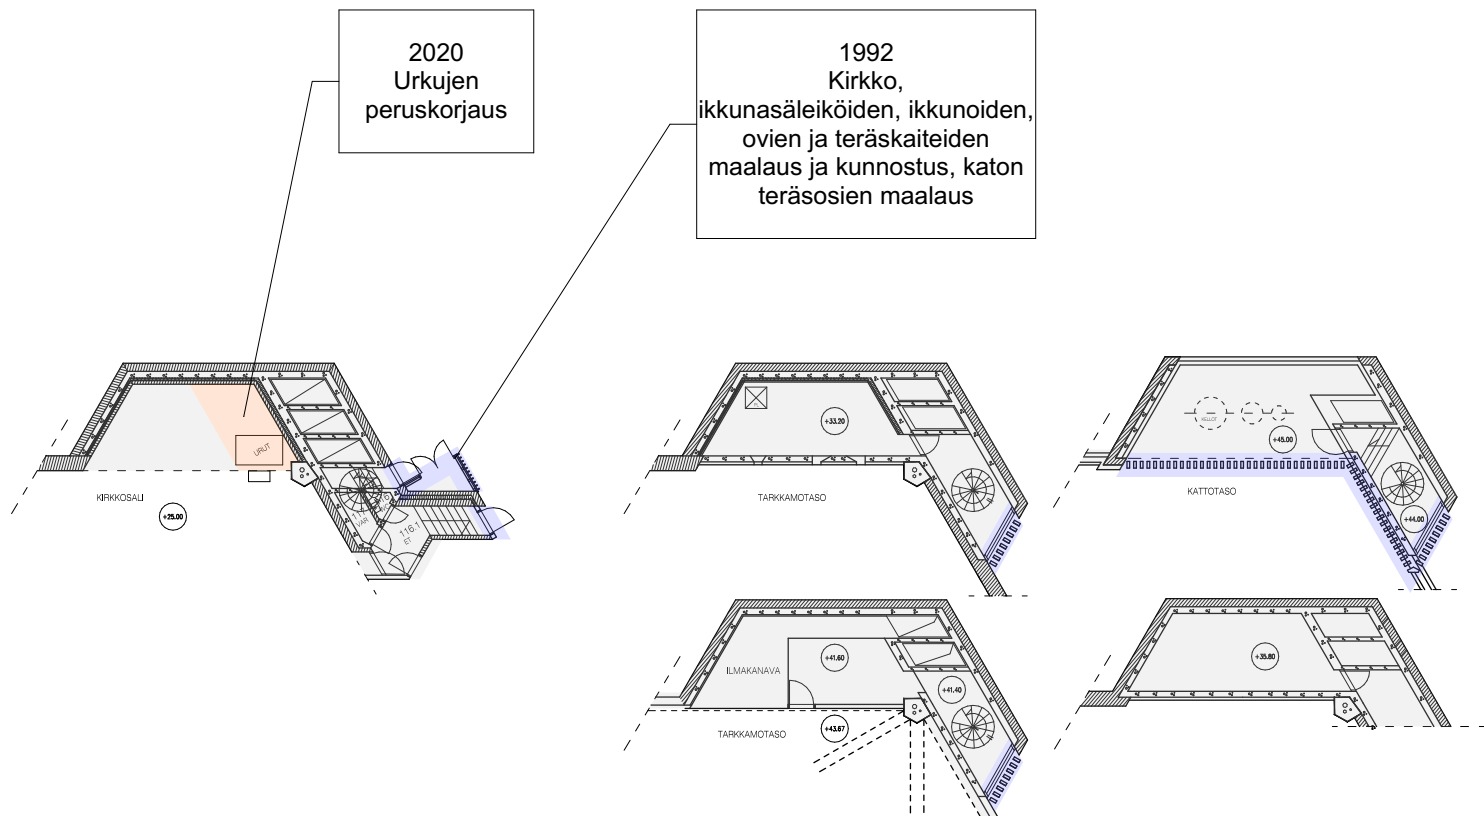 2020
Urkujen
peruskorjaus
1992
Kirkko,
ikkunasäleiköiden, ikkunoiden,
ovien ja teräskaiteiden
maalaus ja kunnostus, katon
teräsosien maalaus
URUT
KIRKKOSALI
+25.00
VAR
116.1
ET
+33.20
TARKKAMOTASO
KELLOT
+45.00
KATTOTASO
+44.00
ILMAKANAVA
+41.60
+41.40
TARKKAMOTASO
+43.67
+35.80